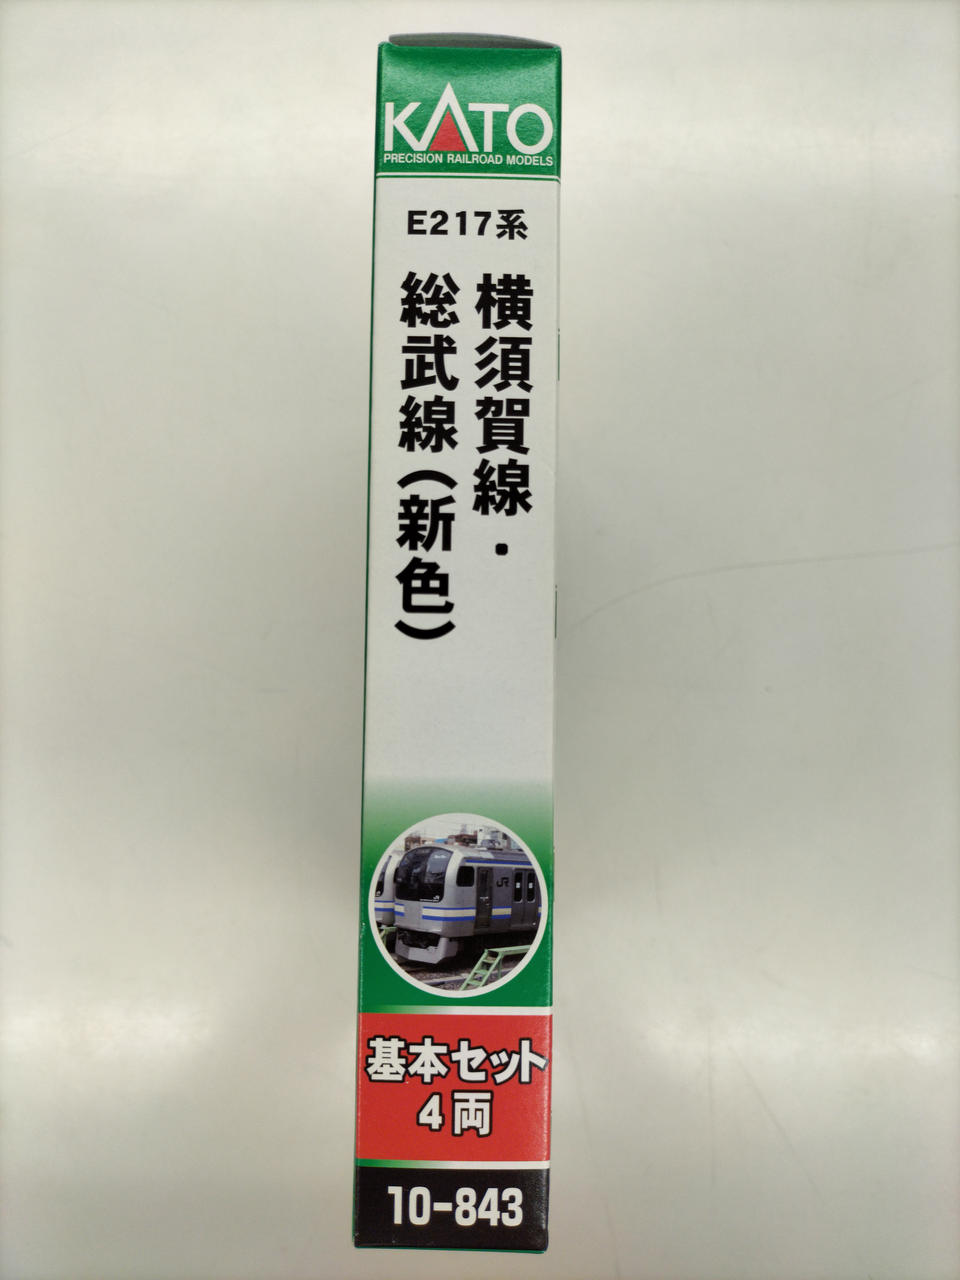 KATO
PRECISION RAILROAD MODELS
E217系
横須賀線・
総武線（新色）
JR
基本セット
4両
10-843